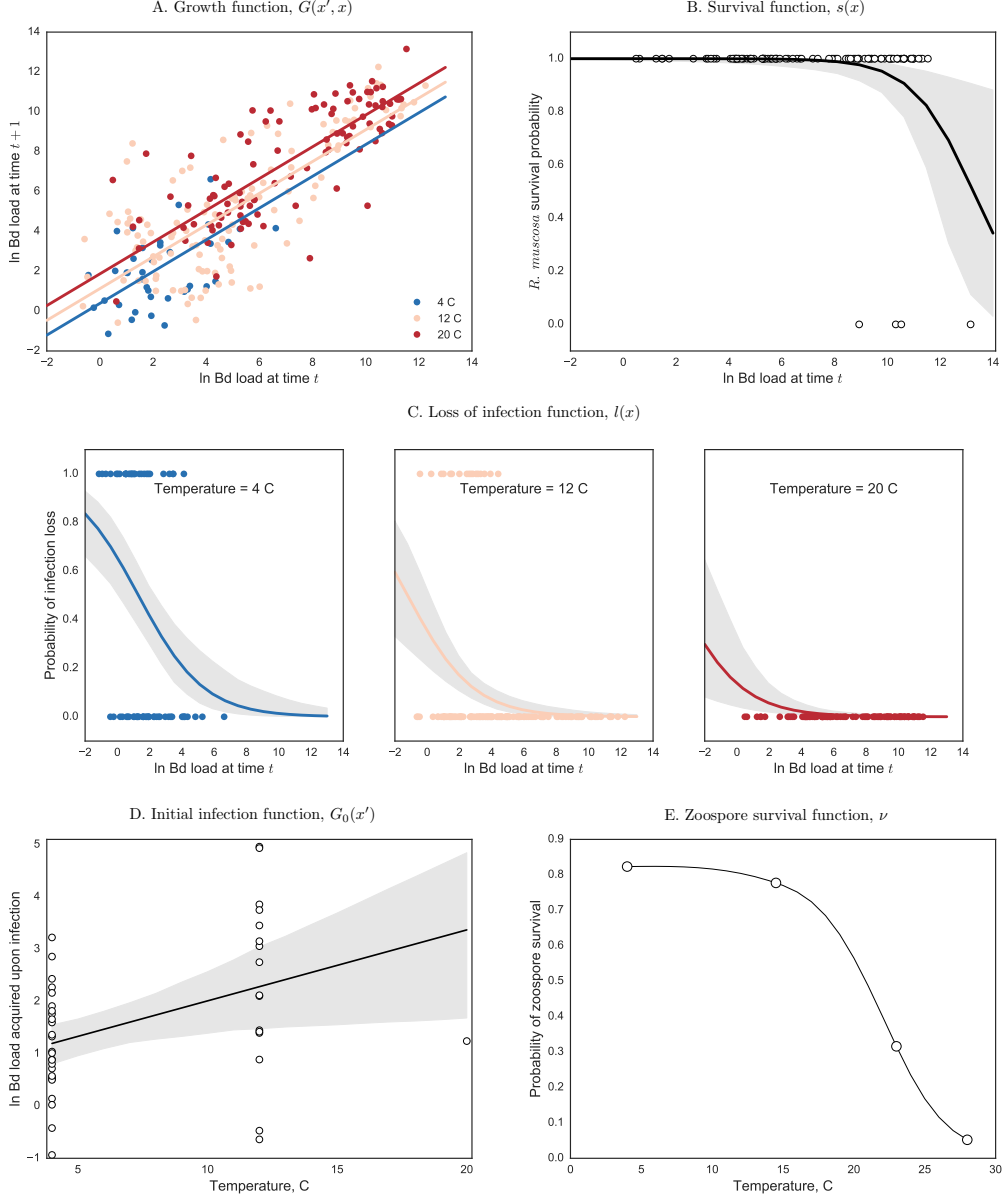 A. Growth function, G(x′, x)
14
12
10
8
6
4
2
0
−2
ln Bd load at time t + 1
4 C
12 C
20 C
−2 0 2 4 6 8 10 12 14
ln Bd load at time t
B. Survival function, s(x)
1.0
0.8
0.6
0.4
0.2
0.0
R. muscosa survival probability
−2 0 2 4 6 8 10 12 14
ln Bd load at time t
C. Loss of infection function, l(x)
1.0
0.8
0.6
0.4
0.2
0.0
Probability of infection loss
Temperature = 4 C
−2 0 2 4 6 8 10 12 14
ln Bd load at time t
Temperature = 12 C
−2 0 2 4 6 8 10 12 14
ln Bd load at time t
Temperature = 20 C
−2 0 2 4 6 8 10 12 14
ln Bd load at time t
D. Initial infection function, G₀(x′)
5
4
3
2
1
0
−1
ln Bd load acquired upon infection
5 10 15 20
Temperature, C
E. Zoospore survival function, ν
0.9
0.8
0.7
0.6
0.5
0.4
0.3
0.2
0.1
0.0
Probability of zoospore survival
0 5 10 15 20 25 30
Temperature, C